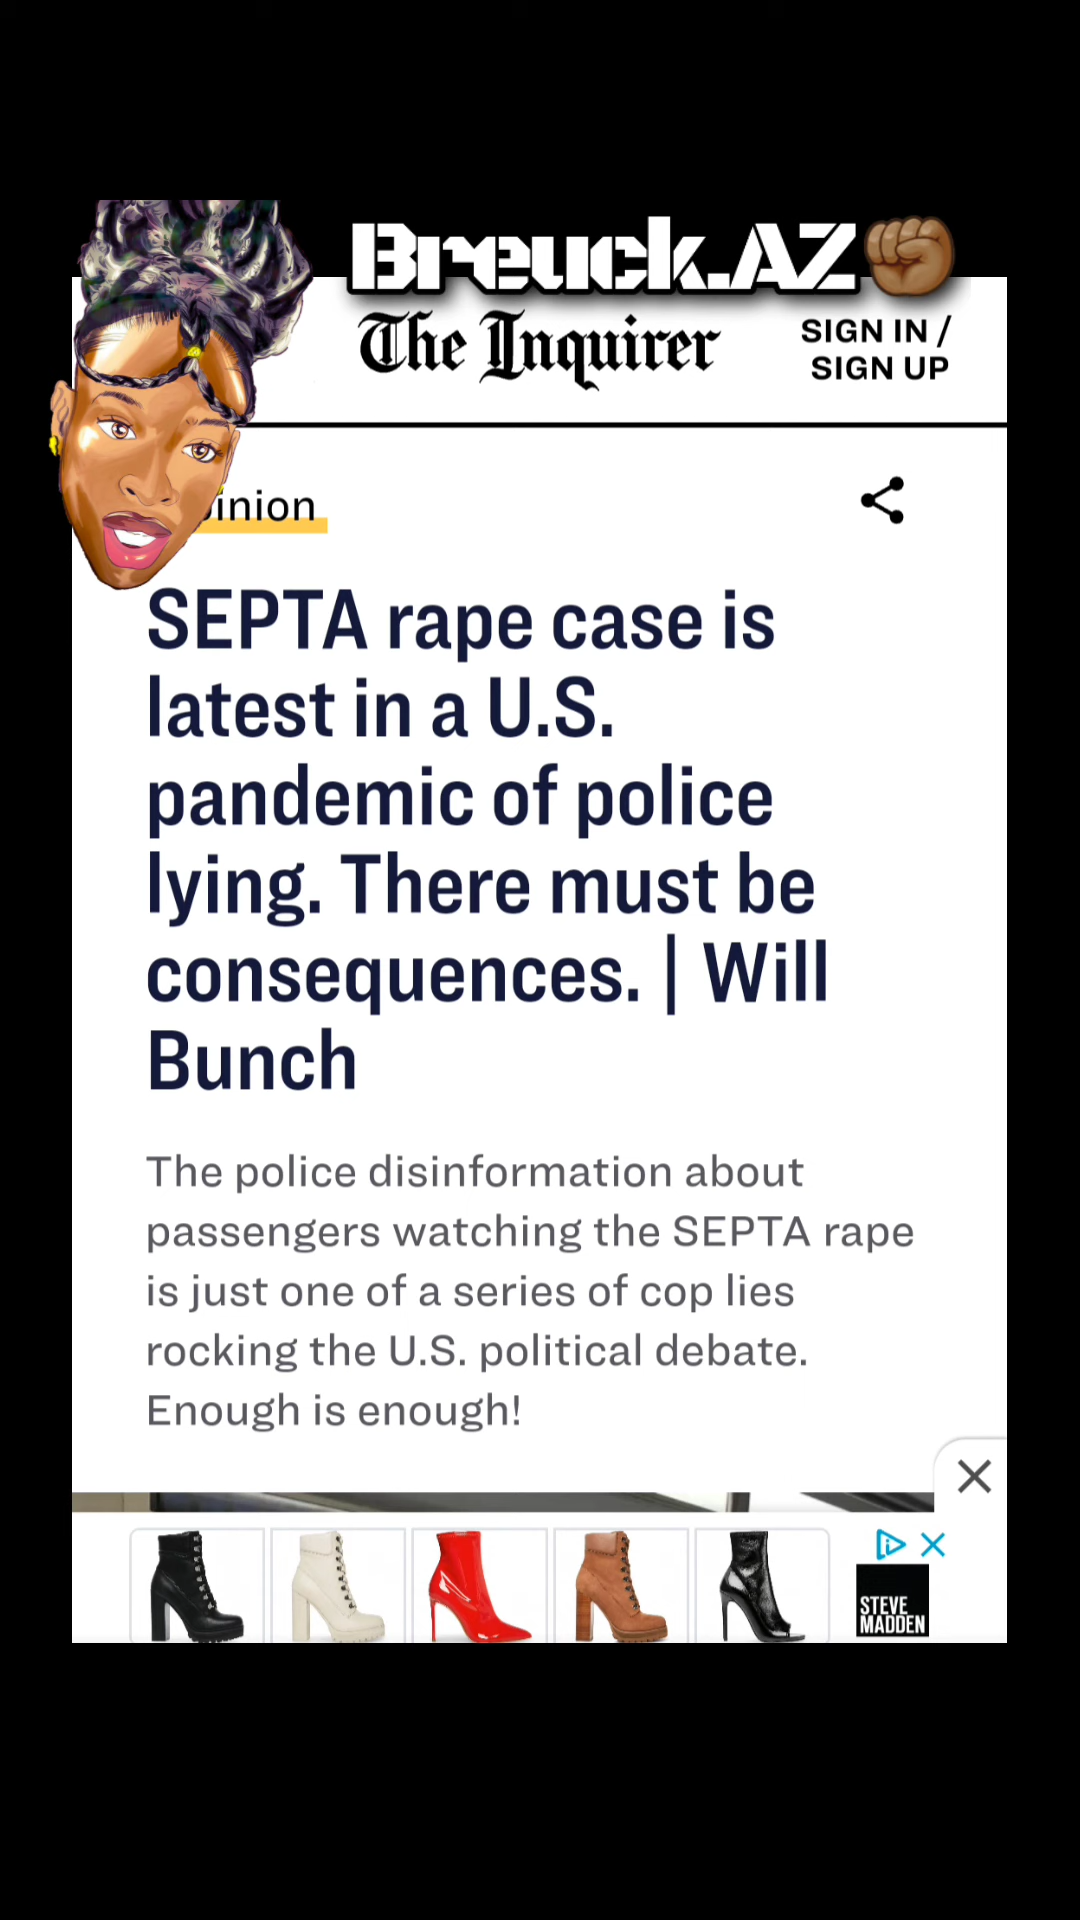 Breuck.AZ
The Inquirer
SIGN IN /
SIGN UP
inion
SEPTA rape case is
latest in a U.S.
pandemic of police
lying. There must be
consequences. | Will
Bunch
The police disinformation about
passengers watching the SEPTA rape
is just one of a series of cop lies
rocking the U.S. political debate.
Enough is enough!
STEVE
MADDEN